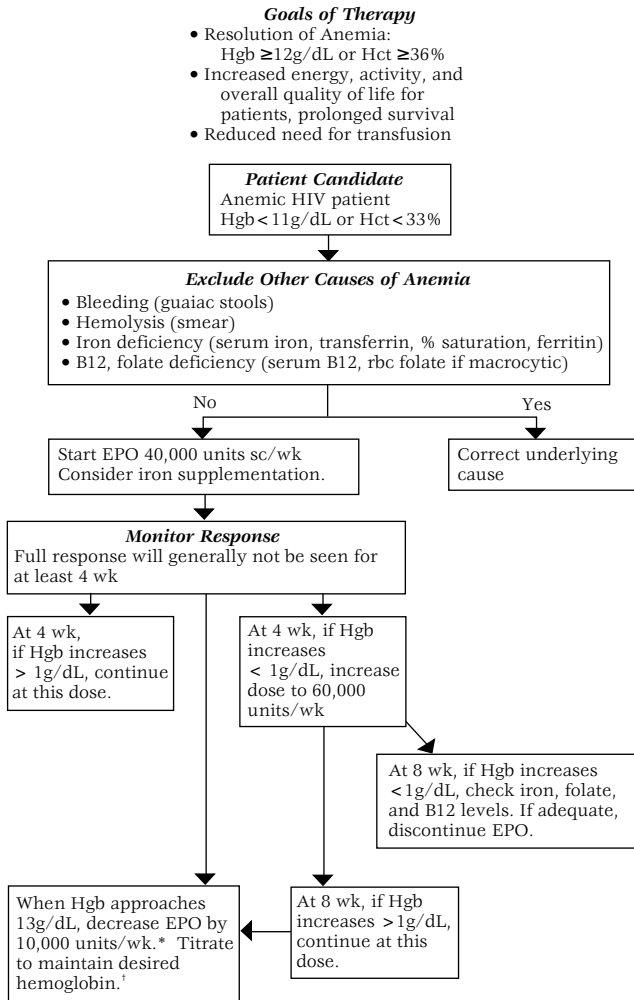 Goals of Therapy
• Resolution of Anemia:
Hgb ≥12g/dL or Hct ≥36%
• Increased energy, activity, and
overall quality of life for
patients, prolonged survival
• Reduced need for transfusion
Patient Candidate
Anemic HIV patient
Hgb<11g/dL or Hct<33%
Exclude Other Causes of Anemia
• Bleeding (guaiac stools)
• Hemolysis (smear)
• Iron deficiency (serum iron, transferrin, % saturation, ferritin)
• B12, folate deficiency (serum B12, rbc folate if macrocytic)
No
Yes
Start EPO 40,000 units sc/wk
Consider iron supplementation.
Correct underlying
cause
Monitor Response
Full response will generally not be seen for
at least 4 wk
At 4 wk,
if Hgb increases
> 1g/dL, continue
at this dose.
At 4 wk, if Hgb
increases
< 1g/dL, increase
dose to 60,000
units/wk
At 8 wk, if Hgb increases
<1g/dL, check iron, folate,
and B12 levels. If adequate,
discontinue EPO.
When Hgb approaches
13g/dL, decrease EPO by
10,000 units/wk.* Titrate
to maintain desired
hemoglobin.†
At 8 wk, if Hgb
increases >1g/dL,
continue at this
dose.